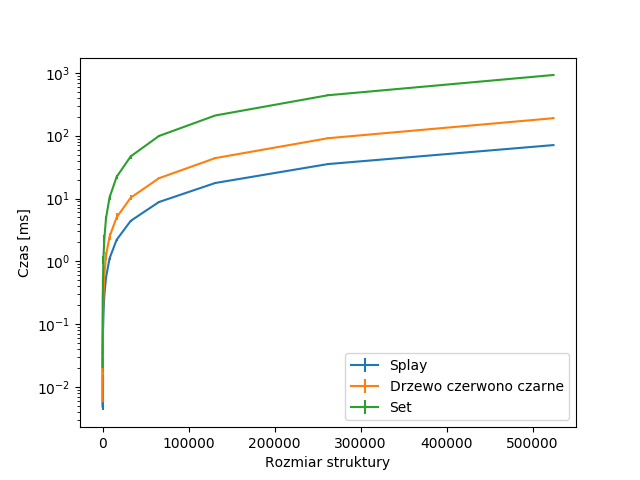 10³
10²
10¹
10⁰
10⁻¹
10⁻²
Czas [ms]
Splay
Drzewo czerwono czarne
Set
0 100000 200000 300000 400000 500000
Rozmiar struktury